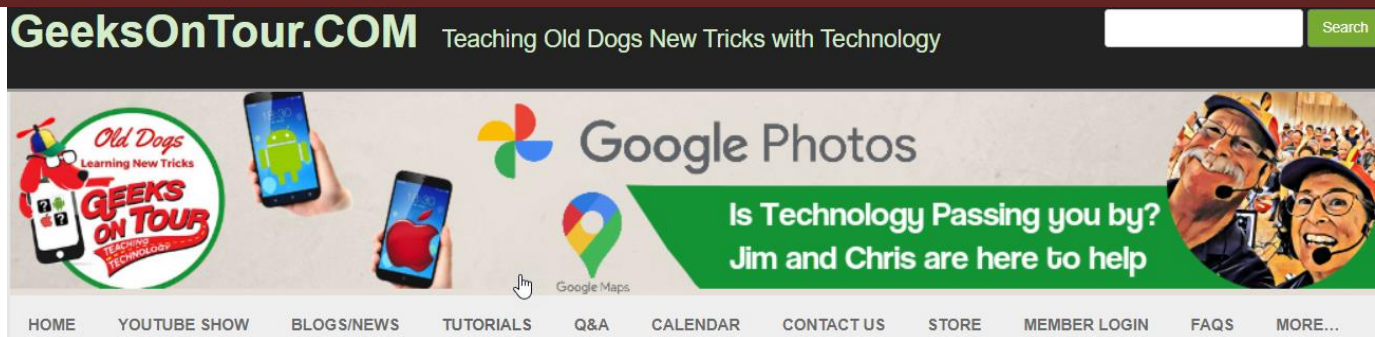 GeeksOnTour.COM Teaching Old Dogs New Tricks with Technology
Search
Old Dogs
Learning New Tricks
GEEKS
ON TOUR
TEACHING
TECHNOLOGY
Google Photos
Google Maps
Is Technology Passing you by?
Jim and Chris are here to help
HOME YOUTUBE SHOW BLOGS/NEWS TUTORIALS Q&A CALENDAR CONTACT US STORE MEMBER LOGIN FAQS MORE...